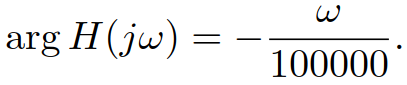 arg H(jω) = − ω / 100000 .